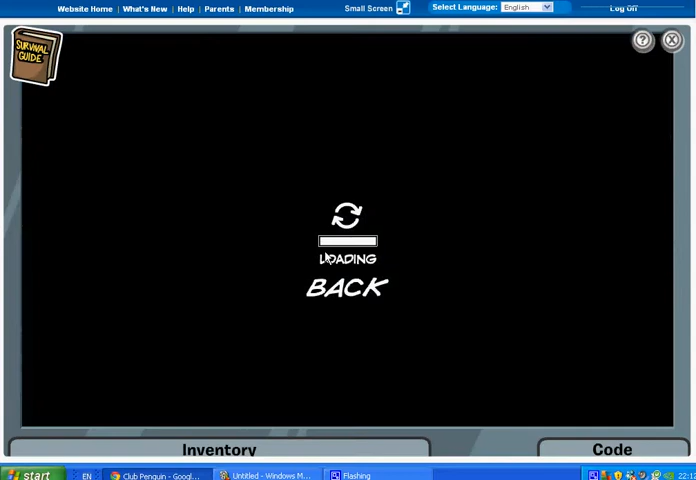 Website Home | What's New | Help | Parents | Membership
Small Screen
Select Language: English
Log Off
SURVIVAL
GUIDE
?
X
LOADING
BACK
Inventory
Code
start
EN
Club Penguin - Googl...
Untitled - Windows M...
Flashing